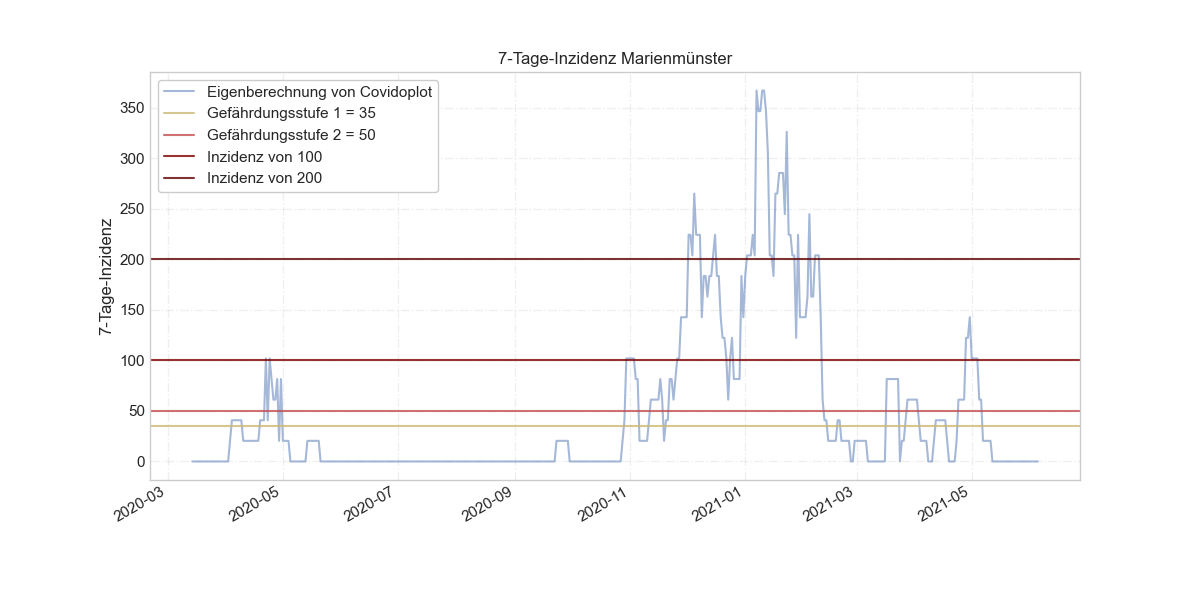 7-Tage-Inzidenz Marienmünster
Eigenberechnung von Covidoplot
Gefährdungsstufe 1 = 35
Gefährdungsstufe 2 = 50
Inzidenz von 100
Inzidenz von 200
7-Tage-Inzidenz
350
300
250
200
150
100
50
0
2020-03
2020-05
2020-07
2020-09
2020-11
2021-01
2021-03
2021-05